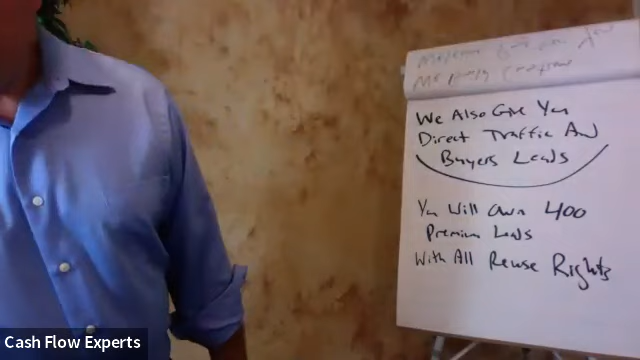 We Also Give You
Direct Traffic And
Buyers Leads
You Will Own 400
Premium Leads
With All Reuse Rights
Cash Flow Experts